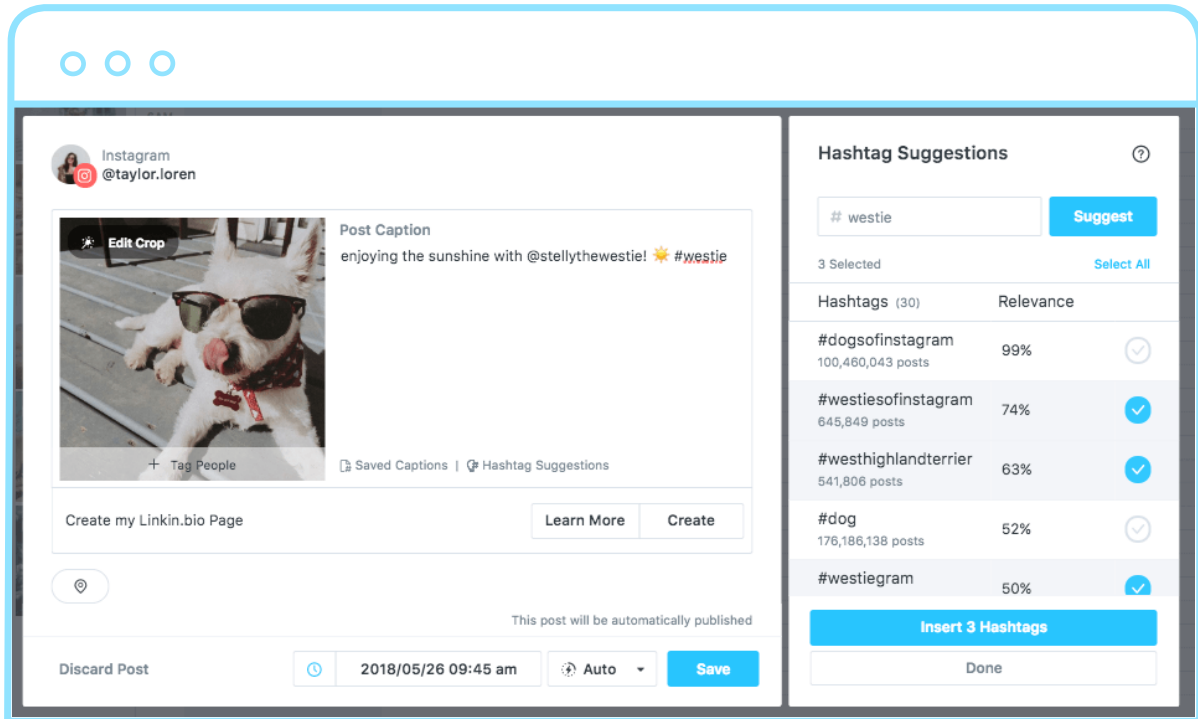 Instagram
@taylor.loren
Edit Crop
Tag People
Post Caption
enjoying the sunshine with @stellythewestie! ☀️ #westie
Saved Captions | Hashtag Suggestions
Create my Linkin.bio Page
Learn More
Create
This post will be automatically published
Discard Post
2018/05/26 09:45 am
Auto
Save
Hashtag Suggestions
?
# westie
Suggest
3 Selected
Select All
Hashtags (30)
Relevance
#dogsofinstagram
100,460,043 posts
99%
#westiesofinstagram
645,849 posts
74%
#westhighlandterrier
541,806 posts
63%
#dog
176,186,138 posts
52%
#westiegram
50%
Insert 3 Hashtags
Done